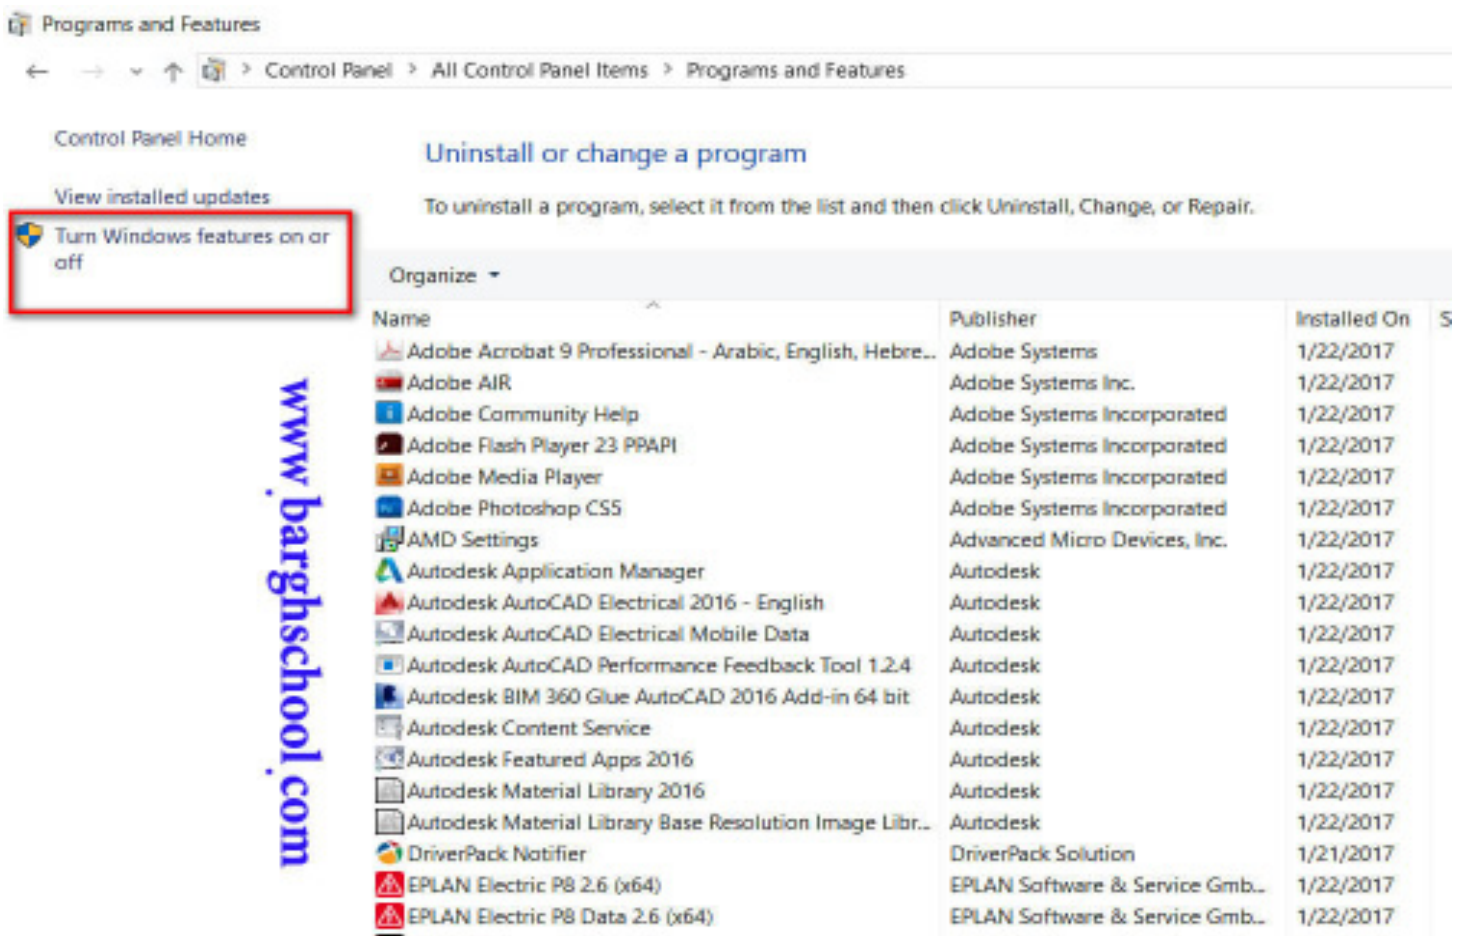 Programs and Features
Control Panel > All Control Panel Items > Programs and Features
Control Panel Home
View installed updates
Turn Windows features on or
off
Uninstall or change a program
To uninstall a program, select it from the list and then click Uninstall, Change, or Repair.
Organize
Name Publisher Installed On S
Adobe Acrobat 9 Professional - Arabic, English, Hebre... Adobe Systems 1/22/2017
Adobe AIR Adobe Systems Inc. 1/22/2017
Adobe Community Help Adobe Systems Incorporated 1/22/2017
Adobe Flash Player 23 PPAPI Adobe Systems Incorporated 1/22/2017
Adobe Media Player Adobe Systems Incorporated 1/22/2017
Adobe Photoshop CS5 Adobe Systems Incorporated 1/22/2017
AMD Settings Advanced Micro Devices, Inc. 1/22/2017
Autodesk Application Manager Autodesk 1/22/2017
Autodesk AutoCAD Electrical 2016 - English Autodesk 1/22/2017
Autodesk AutoCAD Electrical Mobile Data Autodesk 1/22/2017
Autodesk AutoCAD Performance Feedback Tool 1.2.4 Autodesk 1/22/2017
Autodesk BIM 360 Glue AutoCAD 2016 Add-in 64 bit Autodesk 1/22/2017
Autodesk Content Service Autodesk 1/22/2017
Autodesk Featured Apps 2016 Autodesk 1/22/2017
Autodesk Material Library 2016 Autodesk 1/22/2017
Autodesk Material Library Base Resolution Image Libr... Autodesk 1/22/2017
DriverPack Notifier DriverPack Solution 1/21/2017
EPLAN Electric P8 2.6 (x64) EPLAN Software & Service Gmb... 1/22/2017
EPLAN Electric P8 Data 2.6 (x64) EPLAN Software & Service Gmb... 1/22/2017
www.barghschool.com